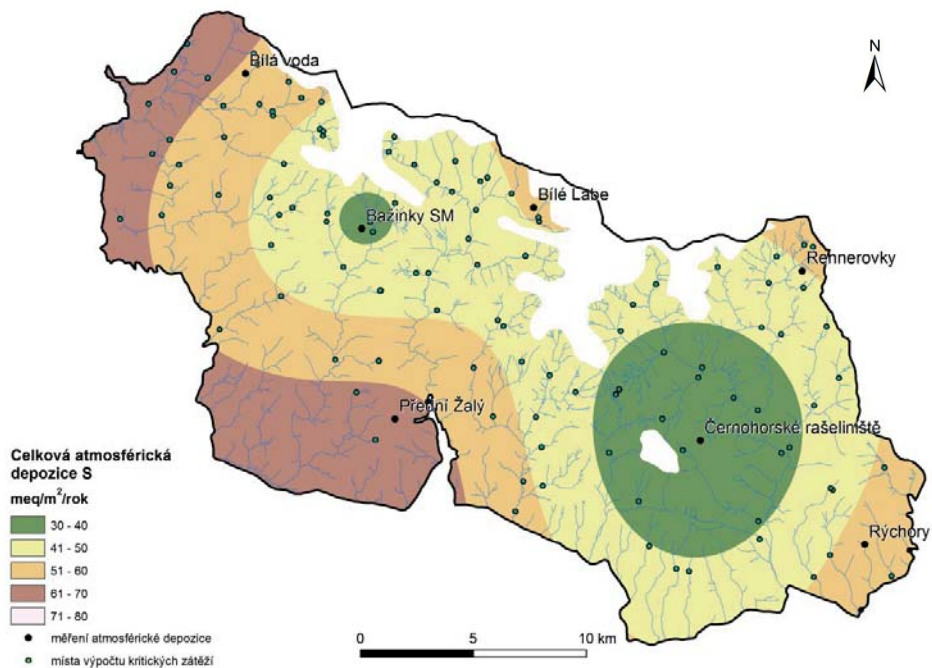 N
Bílá voda
Bílé Labe
Bažinky SM
Rennerovky
Přední Žalý
Černohorské rašeliniště
Rýchory
Celková atmosférická
depozice S
meq/m²/rok
30 - 40
41 - 50
51 - 60
61 - 70
71 - 80
měření atmosférické depozice
místa výpočtu kritických zátěží
0 5 10 km